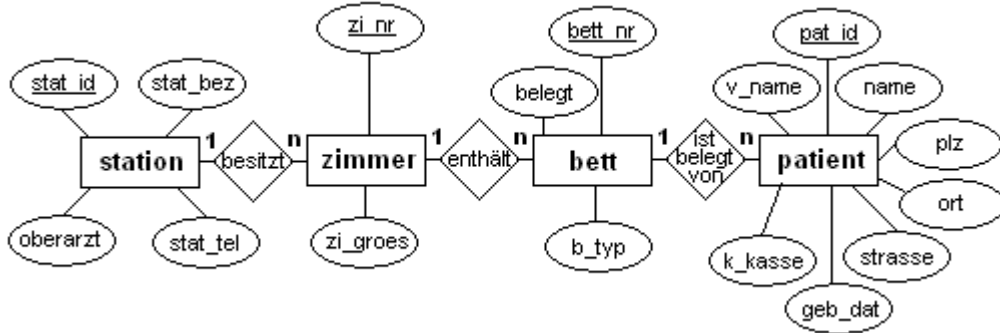 zi_nr
bett_nr
pat_id
stat_id
stat_bez
belegt
v_name
name
1
n
1
n
1
n
station
besitzt
zimmer
enthält
bett
ist
belegt
von
patient
plz
ort
oberarzt
stat_tel
zi_groes
b_typ
k_kasse
strasse
geb_dat